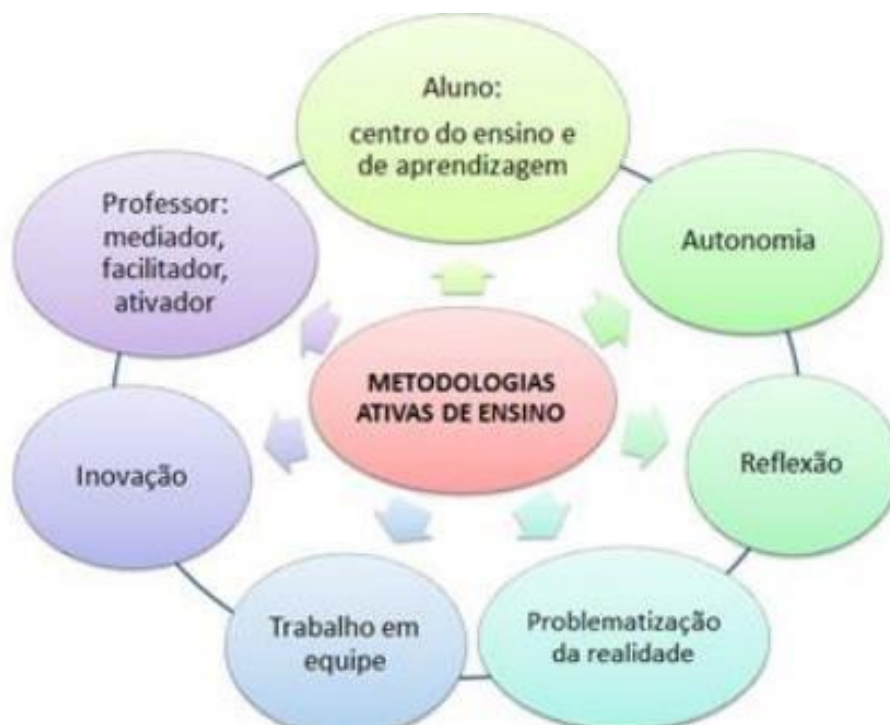 Aluno:
centro do ensino e
de aprendizagem
Autonomia
Reflexão
Problematização
da realidade
Trabalho em
equipe
Inovação
Professor:
mediador,
facilitador,
ativador
METODOLOGIAS
ATIVAS DE ENSINO